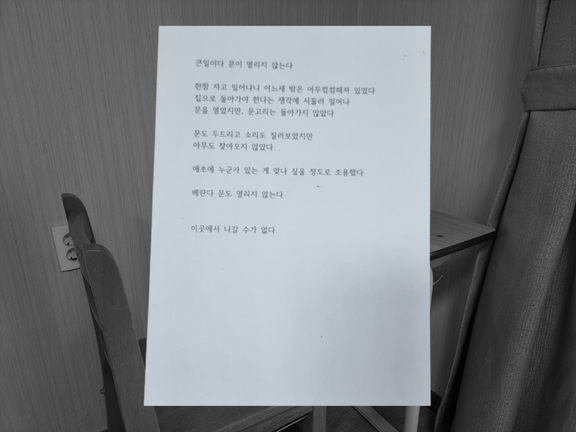 큰일이다 문이 열리지 않는다
한참 자고 일어나니 어느새 밖은 어두컴컴해져 있었다
집으로 돌아가야 한다는 생각에 서둘러 일어나
문을 열었지만, 문고리는 돌아가지 않았다
문도 두드리고 소리도 질러보았지만
아무도 찾아오지 않았다.
애초에 누군가 있는 게 맞나 싶을 정도로 조용했다
베란다 문도 열리지 않는다
이곳에서 나갈 수가 없다